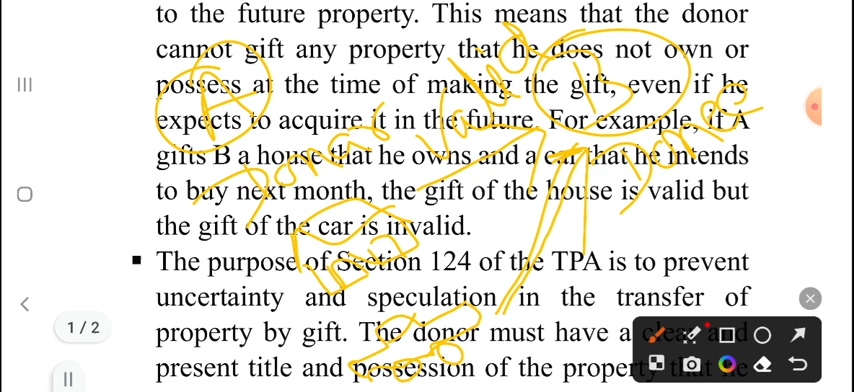 to the future property. This means that the donor
cannot gift any property that he does not own or
possess at the time of making the gift, even if he
expects to acquire it in the future. For example, if A
gifts B a house that he owns and a car that he intends
to buy next month, the gift of the house is valid but
the gift of the car is invalid.
▪ The purpose of Section 124 of the TPA is to prevent
uncertainty and speculation in the transfer of
property by gift. The donor must have a clear and
present title and possession of the property that he
A
Donor
Valid
B
Donee
1 / 2